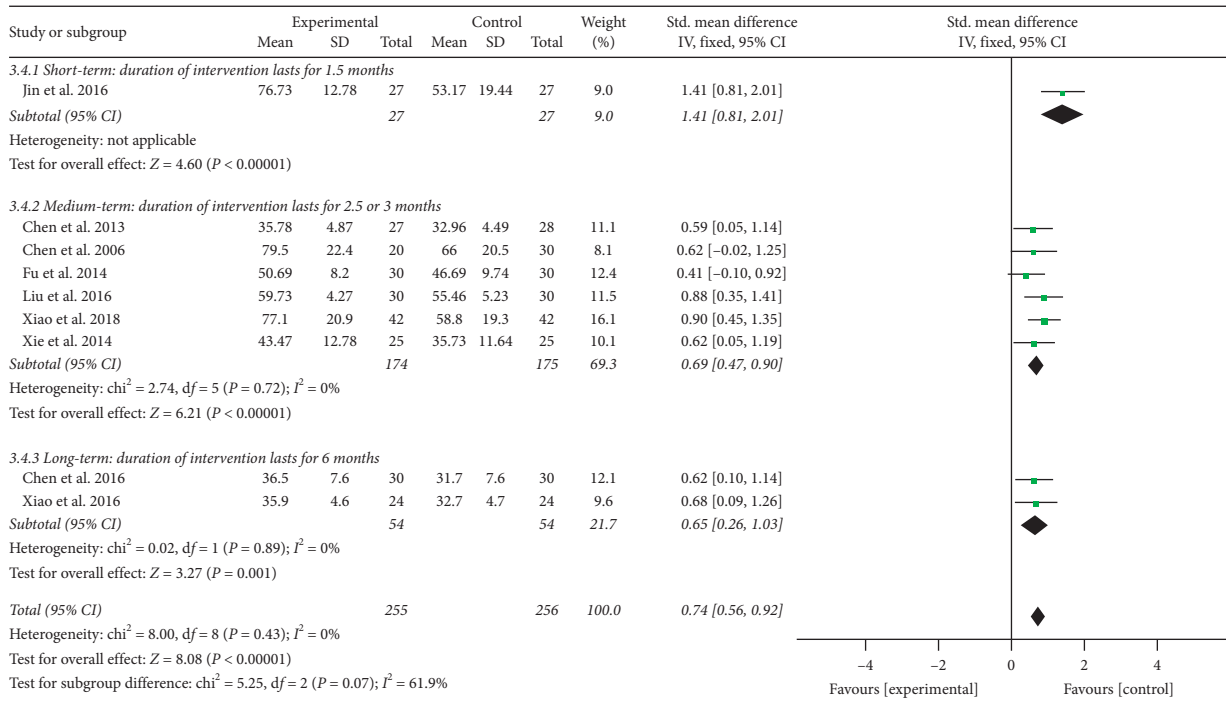 Study or subgroup Experimental Control Weight (%) Std. mean difference IV, fixed, 95% CI Std. mean difference IV, fixed, 95% CI
Mean SD Total Mean SD Total
3.4.1 Short-term: duration of intervention lasts for 1.5 months
Jin et al. 2016 76.73 12.78 27 53.17 19.44 27 9.0 1.41 [0.81, 2.01]
Subtotal (95% CI) 27 27 9.0 1.41 [0.81, 2.01]
Heterogeneity: not applicable
Test for overall effect: Z = 4.60 (P < 0.00001)
3.4.2 Medium-term: duration of intervention lasts for 2.5 or 3 months
Chen et al. 2013 35.78 4.87 27 32.96 4.49 28 11.1 0.59 [0.05, 1.14]
Chen et al. 2006 79.5 22.4 20 66 20.5 30 8.1 0.62 [–0.02, 1.25]
Fu et al. 2014 50.69 8.2 30 46.69 9.74 30 12.4 0.41 [–0.10, 0.92]
Liu et al. 2016 59.73 4.27 30 55.46 5.23 30 11.5 0.88 [0.35, 1.41]
Xiao et al. 2018 77.1 20.9 42 58.8 19.3 42 16.1 0.90 [0.45, 1.35]
Xie et al. 2014 43.47 12.78 25 35.73 11.64 25 10.1 0.62 [0.05, 1.19]
Subtotal (95% CI) 174 175 69.3 0.69 [0.47, 0.90]
Heterogeneity: chi² = 2.74, df = 5 (P = 0.72); I² = 0%
Test for overall effect: Z = 6.21 (P < 0.00001)
3.4.3 Long-term: duration of intervention lasts for 6 months
Chen et al. 2016 36.5 7.6 30 31.7 7.6 30 12.1 0.62 [0.10, 1.14]
Xiao et al. 2016 35.9 4.6 24 32.7 4.7 24 9.6 0.68 [0.09, 1.26]
Subtotal (95% CI) 54 54 21.7 0.65 [0.26, 1.03]
Heterogeneity: chi² = 0.02, df = 1 (P = 0.89); I² = 0%
Test for overall effect: Z = 3.27 (P = 0.001)
Total (95% CI) 255 256 100.0 0.74 [0.56, 0.92]
Heterogeneity: chi² = 8.00, df = 8 (P = 0.43); I² = 0%
Test for overall effect: Z = 8.08 (P < 0.00001)
Test for subgroup difference: chi² = 5.25, df = 2 (P = 0.07); I² = 61.9%
–4 –2 0 2 4
Favours [experimental] Favours [control]